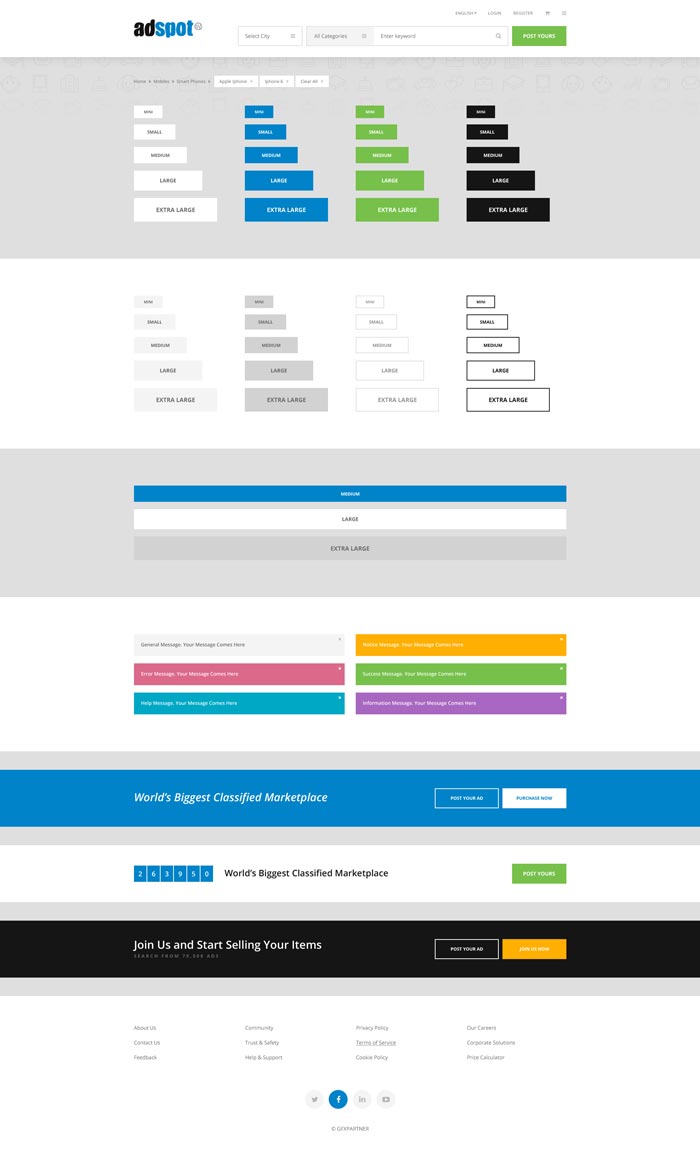 ENGLISH LOGIN REGISTER
adspot
Select City All Categories Enter keyword POST YOURS
Home Mobiles Smart Phones Apple Iphone × Iphone 6 × Clear All ×
MINI MINI MINI MINI
SMALL SMALL SMALL SMALL
MEDIUM MEDIUM MEDIUM MEDIUM
LARGE LARGE LARGE LARGE
EXTRA LARGE EXTRA LARGE EXTRA LARGE EXTRA LARGE
MINI MINI MINI MINI
SMALL SMALL SMALL SMALL
MEDIUM MEDIUM MEDIUM MEDIUM
LARGE LARGE LARGE LARGE
EXTRA LARGE EXTRA LARGE EXTRA LARGE EXTRA LARGE
MEDIUM
LARGE
EXTRA LARGE
General Message. Your Message Comes Here × Notice Message. Your Message Comes Here ×
Error Message. Your Message Comes Here × Success Message. Your Message Comes Here ×
Help Message. Your Message Comes Here × Information Message. Your Message Comes Here ×
World's Biggest Classified Marketplace POST YOUR AD PURCHASE NOW
2 6 3 9 5 0 World's Biggest Classified Marketplace POST YOURS
Join Us and Start Selling Your Items POST YOUR AD JOIN US NOW
SEARCH FROM 70,000 ADS
About Us Community Privacy Policy Our Careers
Contact Us Trust & Safety Terms of Service Corporate Solutions
Feedback Help & Support Cookie Policy Price Calculator
© GFXPARTNER